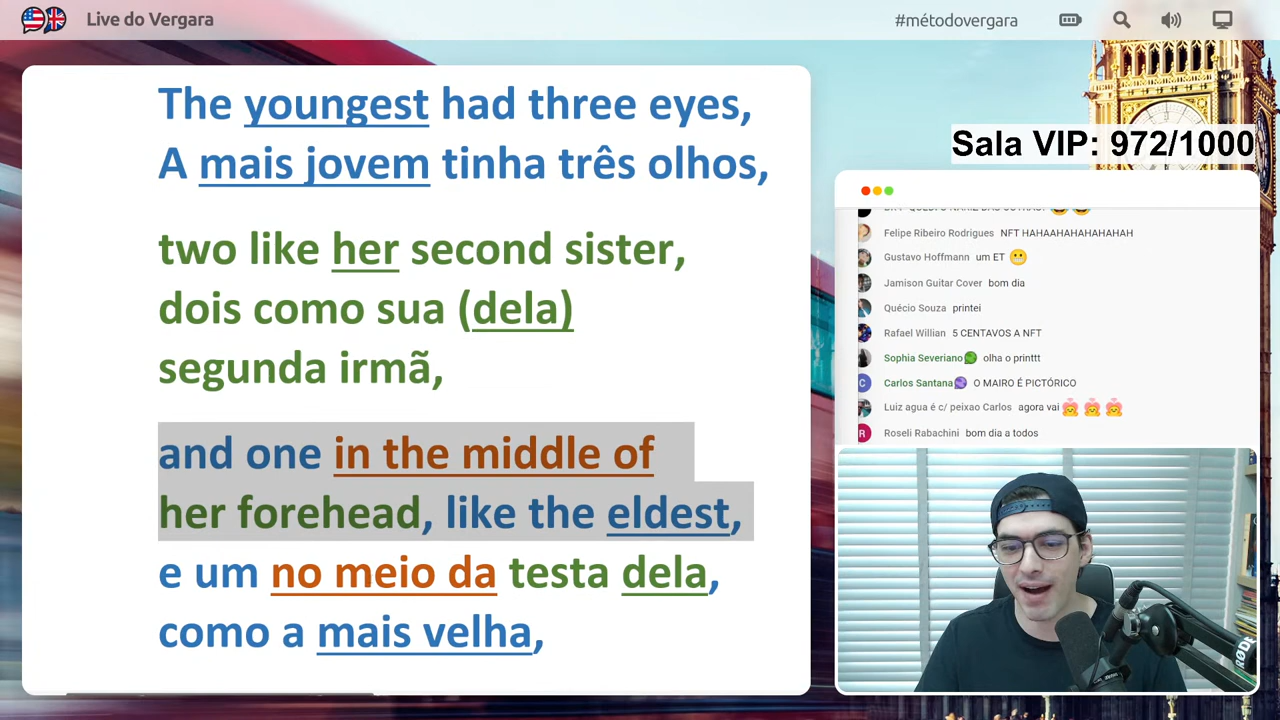 Live do Vergara
#métodovergara
The youngest had three eyes,
A mais jovem tinha três olhos,
two like her second sister,
dois como sua (dela)
segunda irmã,
and one in the middle of
her forehead, like the eldest,
e um no meio da testa dela,
como a mais velha,
Sala VIP: 972/1000
Felipe Ribeiro Rodrigues NFT HAHAAHAHAHAHAHAH
Gustavo Hoffmann um ET
Jamison Guitar Cover bom dia
Quécio Souza printei
Rafael Willian 5 CENTAVOS A NFT
Sophia Severiano olha o printtt
C Carlos Santana O MAIRO É PICTÓRICO
Luiz agua é c/ peixao Carlos agora vai
R Roseli Rabachini bom dia a todos
RØDE